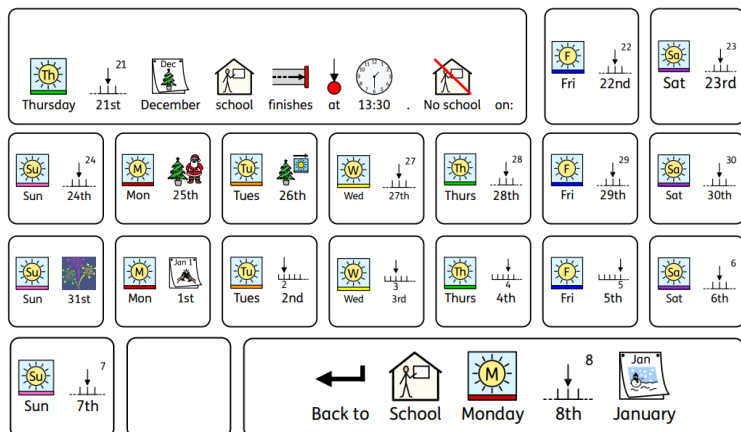 Th 21 Dec
Thursday 21st December school finishes at 13:30 . No school on:
F 22
Fri 22nd
Sa 23
Sat 23rd
Su 24
Sun 24th
M
Mon 25th
Tu
Tues 26th
W 27
Wed 27th
Th 28
Thurs 28th
F 29
Fri 29th
Sa 30
Sat 30th
Su
Sun 31st
M Jan 1
Mon 1st
Tu 2
Tues 2nd
W 3
Wed 3rd
Th 4
Thurs 4th
F 5
Fri 5th
Sa 6
Sat 6th
Su 7
Sun 7th
M 8 Jan
Back to School Monday 8th January